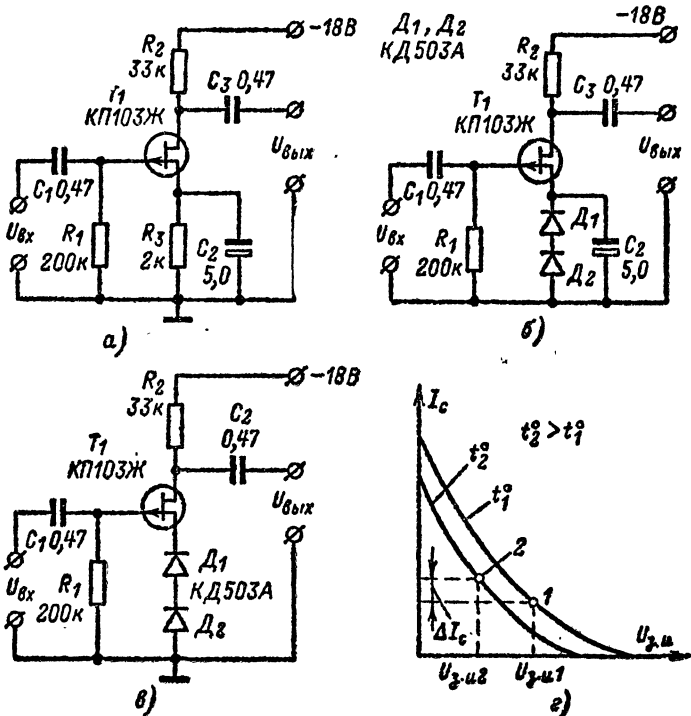 R2
33к
-18В
C3 0,47
T1
КП103Ж
Uвых
C1 0,47
Uвх
R1
200к
R3
2к
C2
5,0
а)
Д1, Д2
КД503А
R2
33к
-18В
C3 0,47
T1
КП103Ж
Uвых
C1 0,47
Uвх
R1
200к
Д1
Д2
C2
5,0
б)
R2
33к
-18В
C2
0,47
T1
КП103Ж
Uвых
C1 0,47
Uвх
R1
200к
Д1
КД503А
Д2
в)
Ic
t°2 > t°1
t°2
t°1
2
1
ΔIc
Uз.и
Uз.и2
Uз.и1
г)